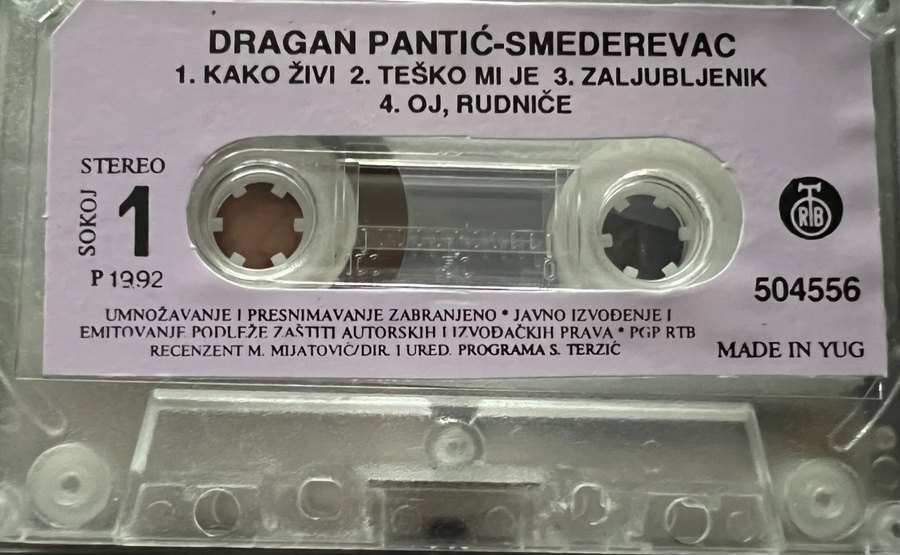 DRAGAN PANTIĆ-SMEDEREVAC
1. KAKO ŽIVI 2. TEŠKO MI JE 3. ZALJUBLJENIK
4. OJ, RUDNIČE
STEREO
SOKOJ
1
P 1992
RTB
504556
UMNOŽAVANJE I PRESNIMAVANJE ZABRANJENO * JAVNO IZVOĐENJE I
EMITOVANJE PODLEŽE ZAŠTITI AUTORSKIH I IZVOĐAČKIH PRAVA * PGP RTB
RECENZENT M. MIJATOVIĆ/DIR. I URED. PROGRAMA S. TERZIĆ
MADE IN YUG